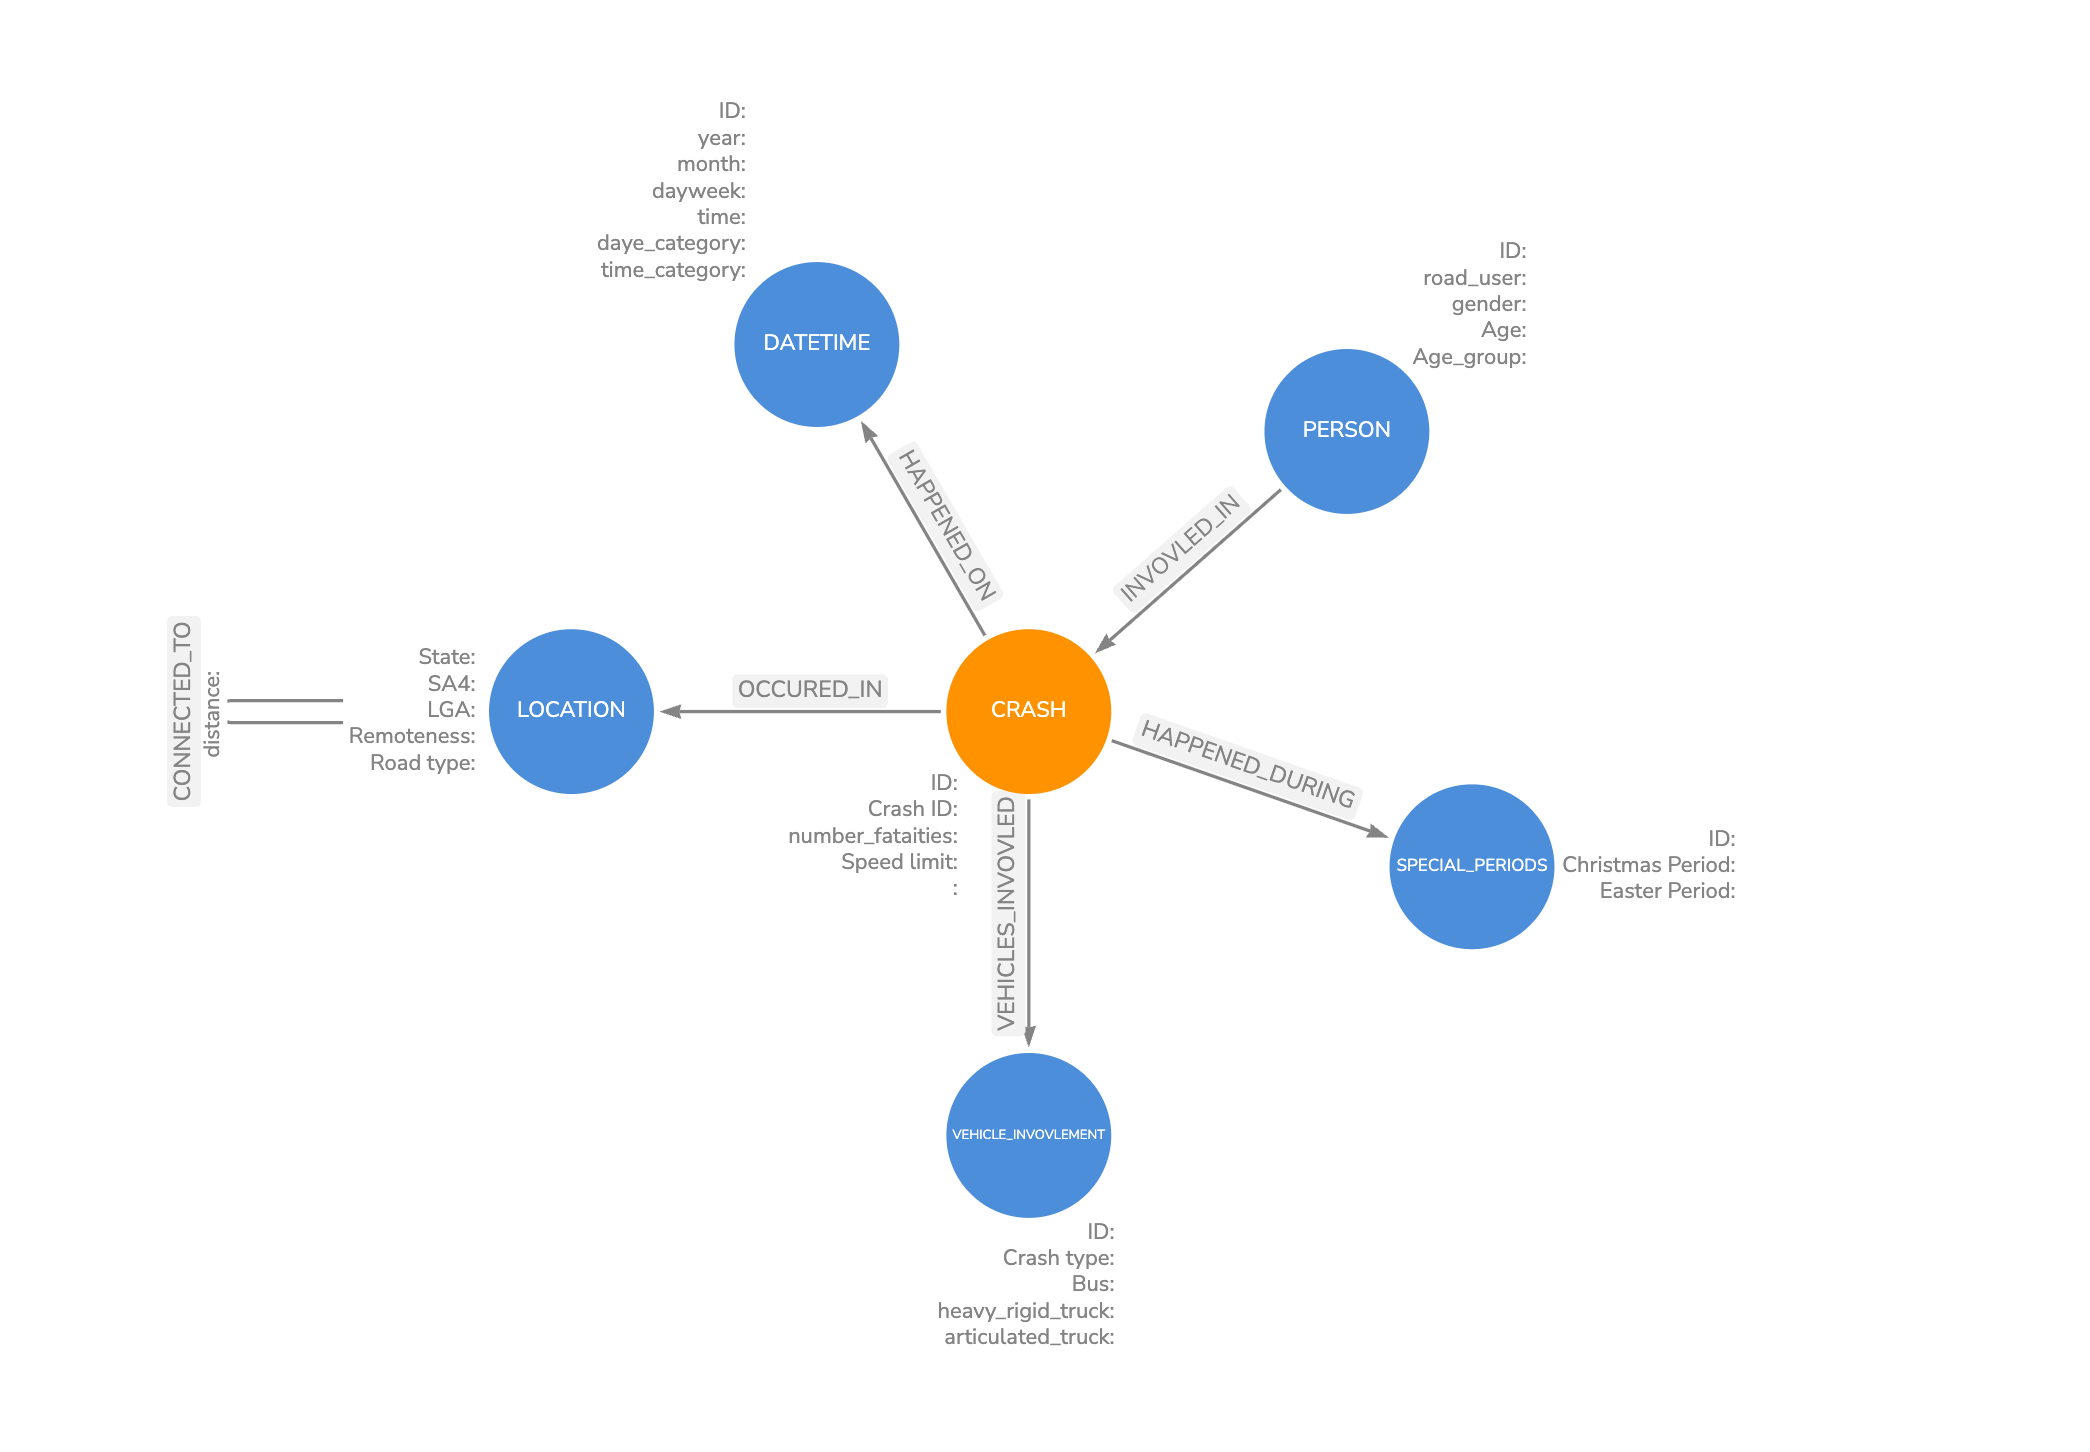 ID:
year:
month:
dayweek:
time:
daye_category:
time_category:
DATETIME
ID:
road_user:
gender:
Age:
Age_group:
PERSON
HAPPENED_ON
INVOVLED_IN
CONNECTED_TO
distance:
State:
SA4:
LGA:
Remoteness:
Road type:
LOCATION
OCCURED_IN
CRASH
ID:
Crash ID:
number_fataities:
Speed limit:
:
HAPPENED_DURING
SPECIAL_PERIODS
ID:
Christmas Period:
Easter Period:
VEHICLES_INVOVLED
VEHICLE_INVOVLEMENT
ID:
Crash type:
Bus:
heavy_rigid_truck:
articulated_truck: